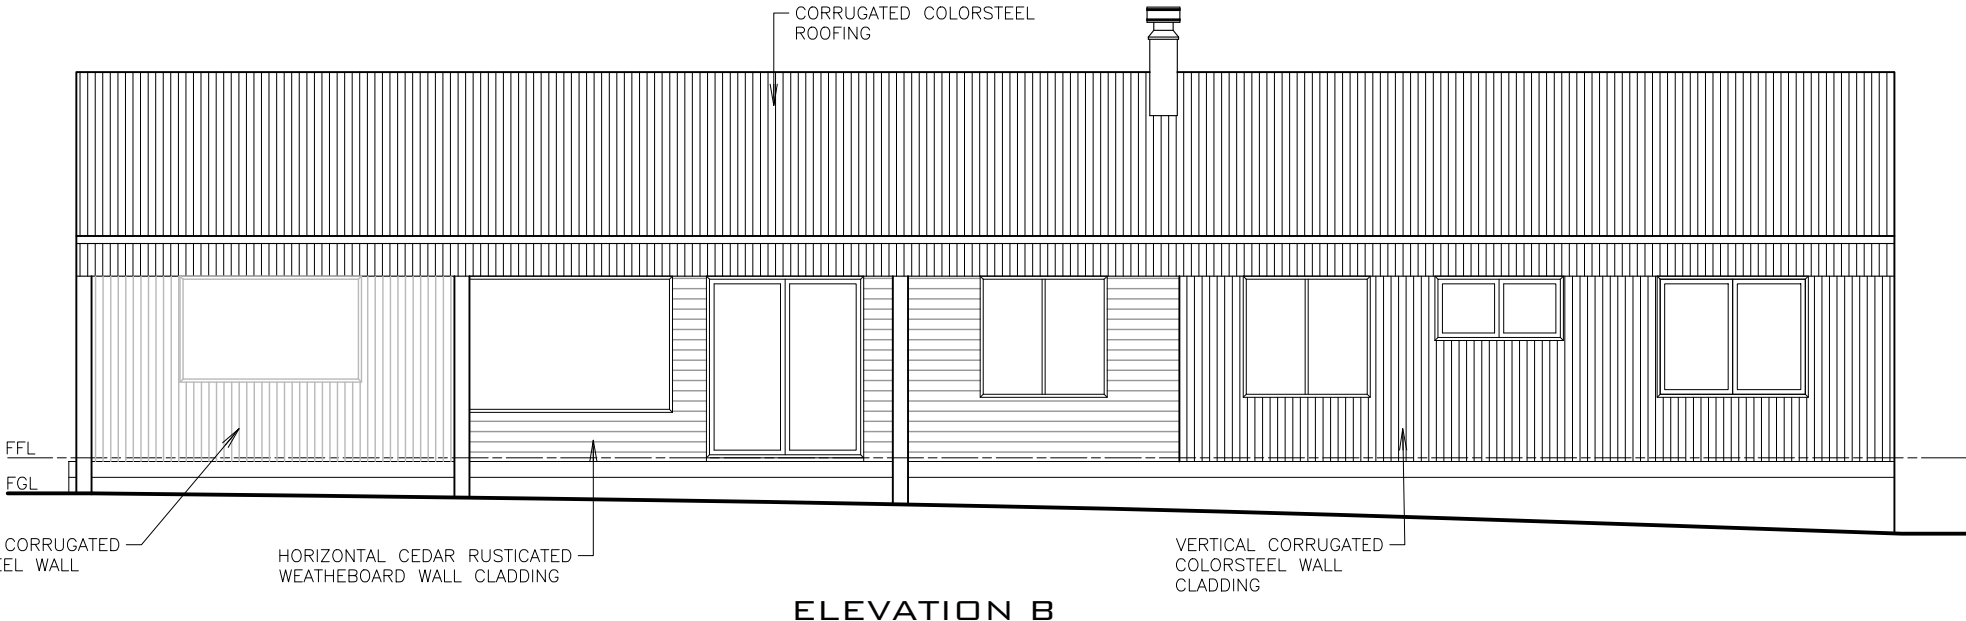 CORRUGATED COLORSTEEL
ROOFING
FFL
FGL
CORRUGATED
EEL WALL
HORIZONTAL CEDAR RUSTICATED
WEATHEBOARD WALL CLADDING
VERTICAL CORRUGATED
COLORSTEEL WALL
CLADDING
ELEVATION B